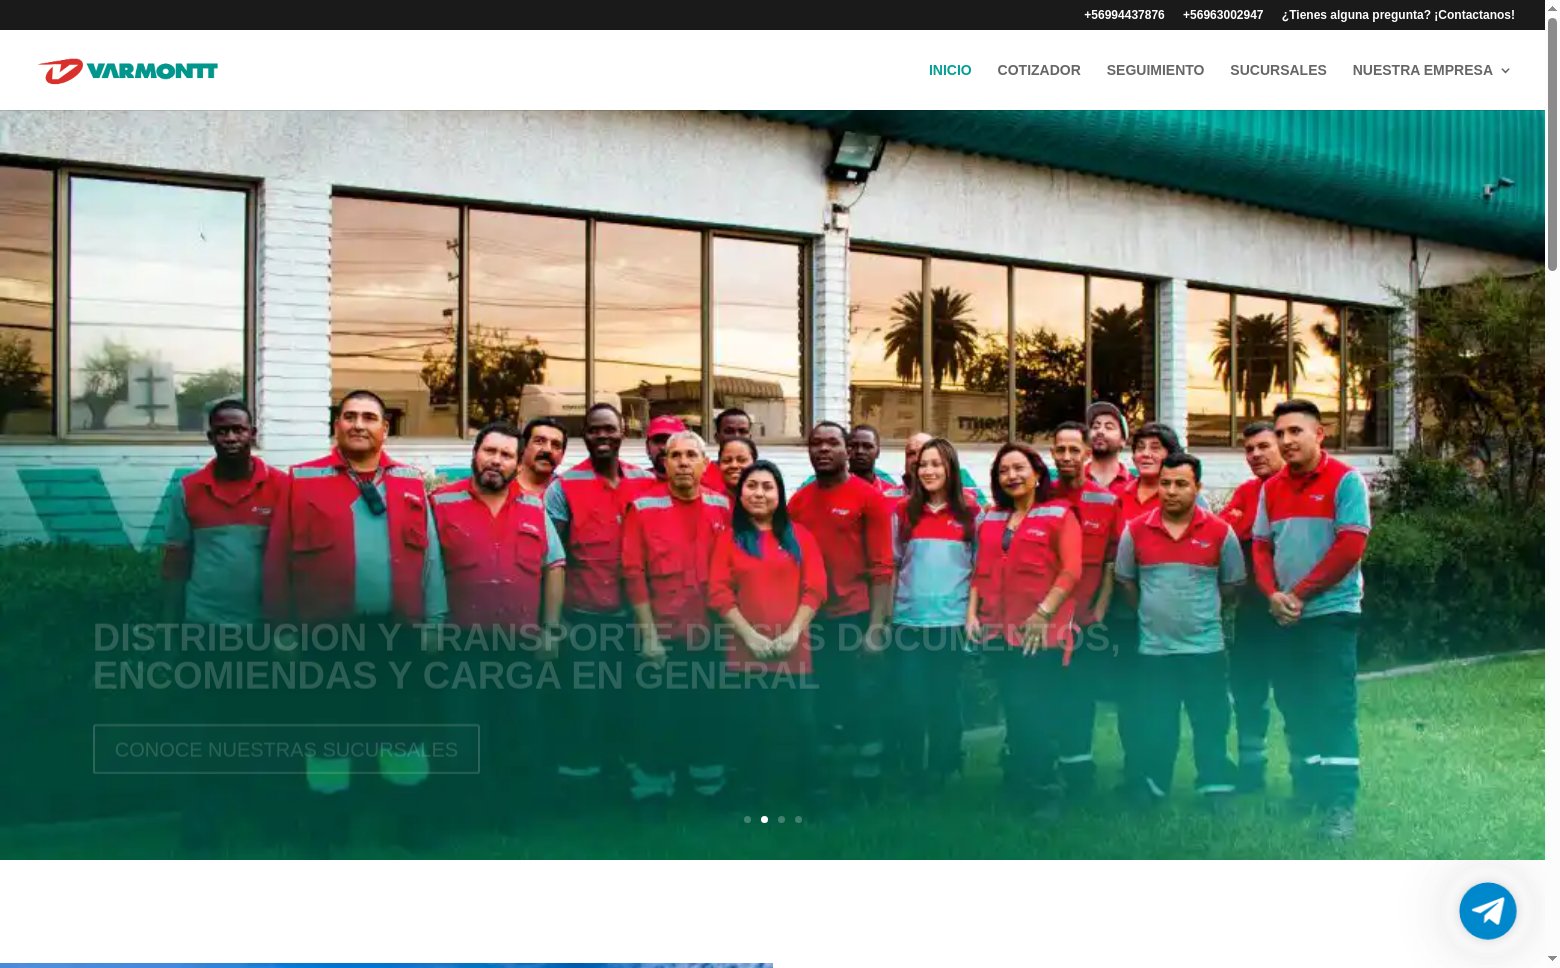 +56994437876 +56963002947 ¿Tienes alguna pregunta? ¡Contactanos!
VARMONTT
INICIO COTIZADOR SEGUIMIENTO SUCURSALES NUESTRA EMPRESA
DISTRIBUCION Y TRANSPORTE DE SUS DOCUMENTOS,
ENCOMIENDAS Y CARGA EN GENERAL
CONOCE NUESTRAS SUCURSALES